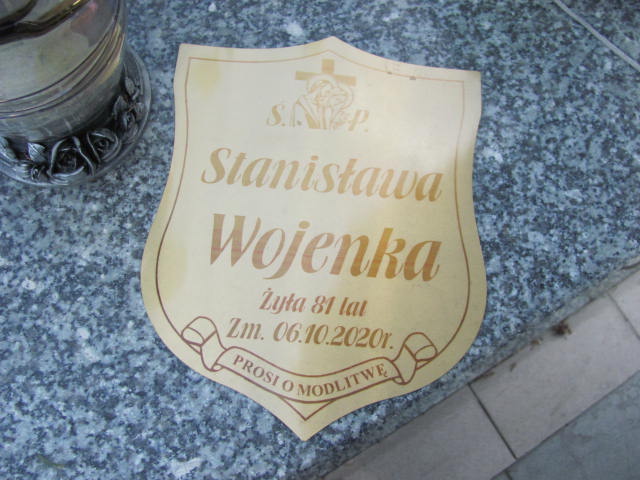 Ś. P.
Stanisława
Wojenka
Żyła 81 lat
Zm. 06.10.2020r.
PROSI O MODLITWĘ